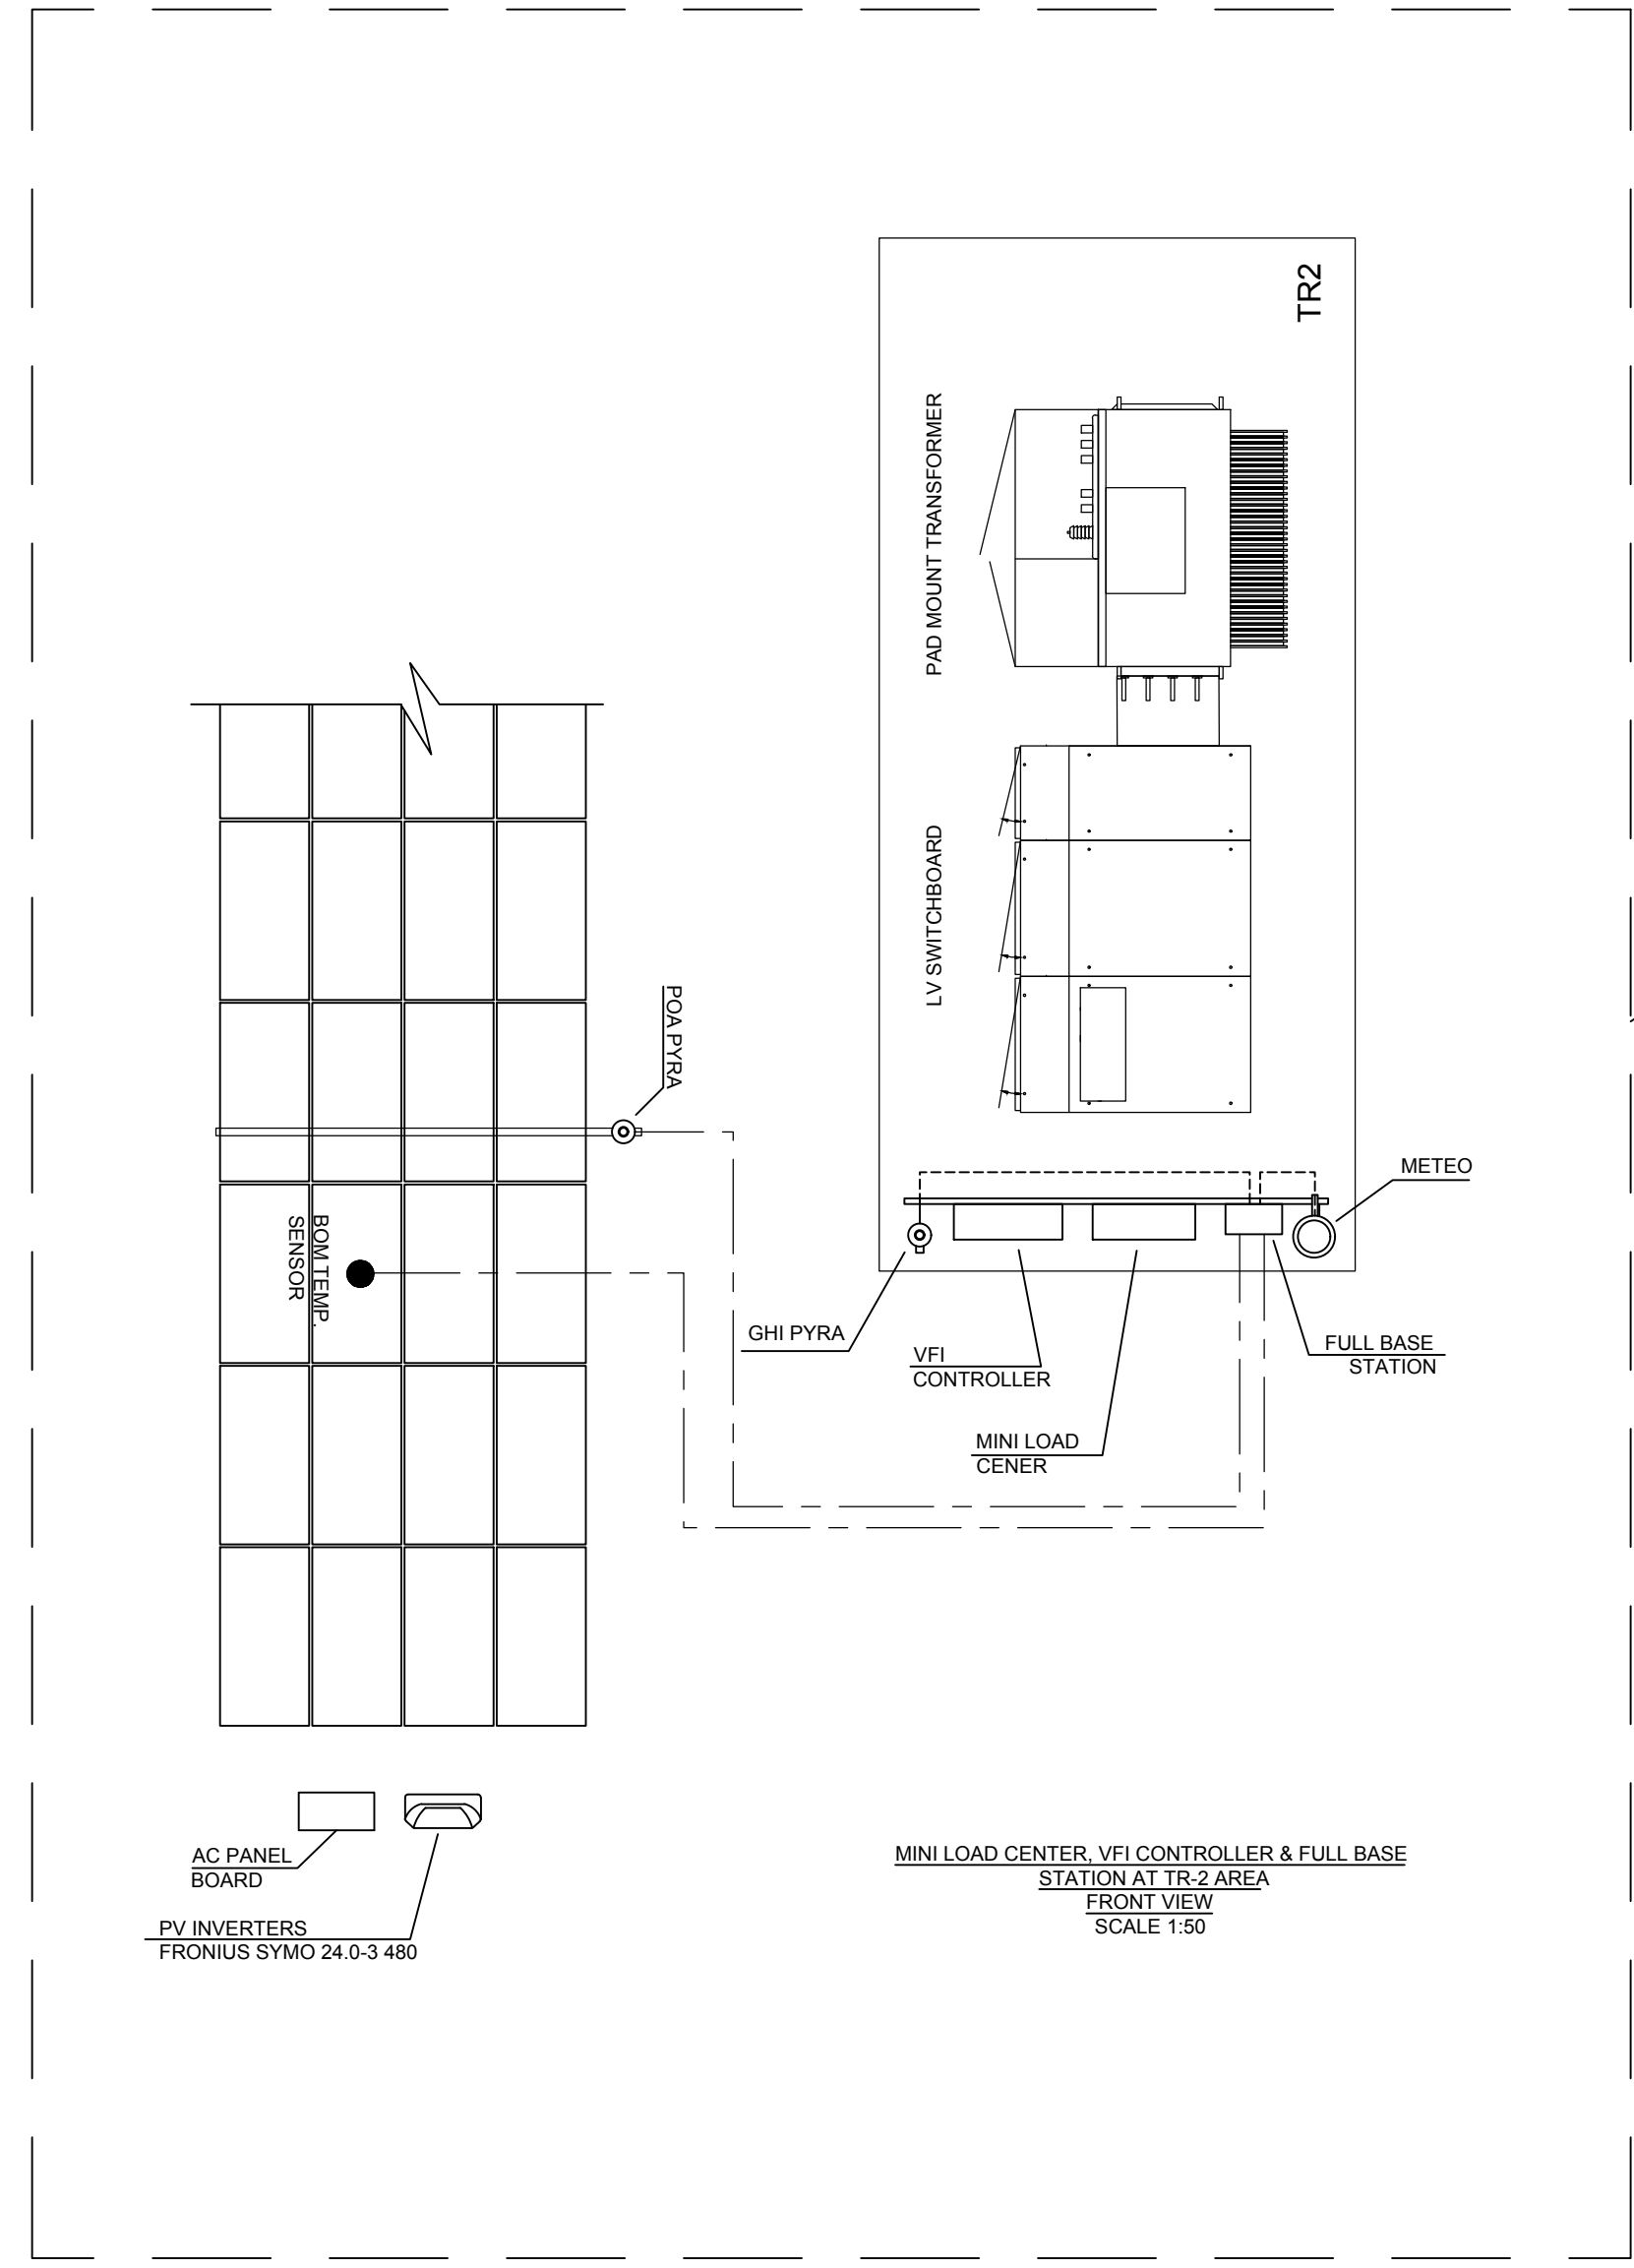 TR2
PAD MOUNT TRANSFORMER
LV SWITCHBOARD
POA PYRA
METEO
BOM TEMP.
SENSOR
GHI PYRA
VFI
CONTROLLER
FULL BASE
STATION
MINI LOAD
CENER
AC PANEL
BOARD
PV INVERTERS
FRONIUS SYMO 24.0-3 480
MINI LOAD CENTER, VFI CONTROLLER & FULL BASE
STATION AT TR-2 AREA
FRONT VIEW
SCALE 1:50